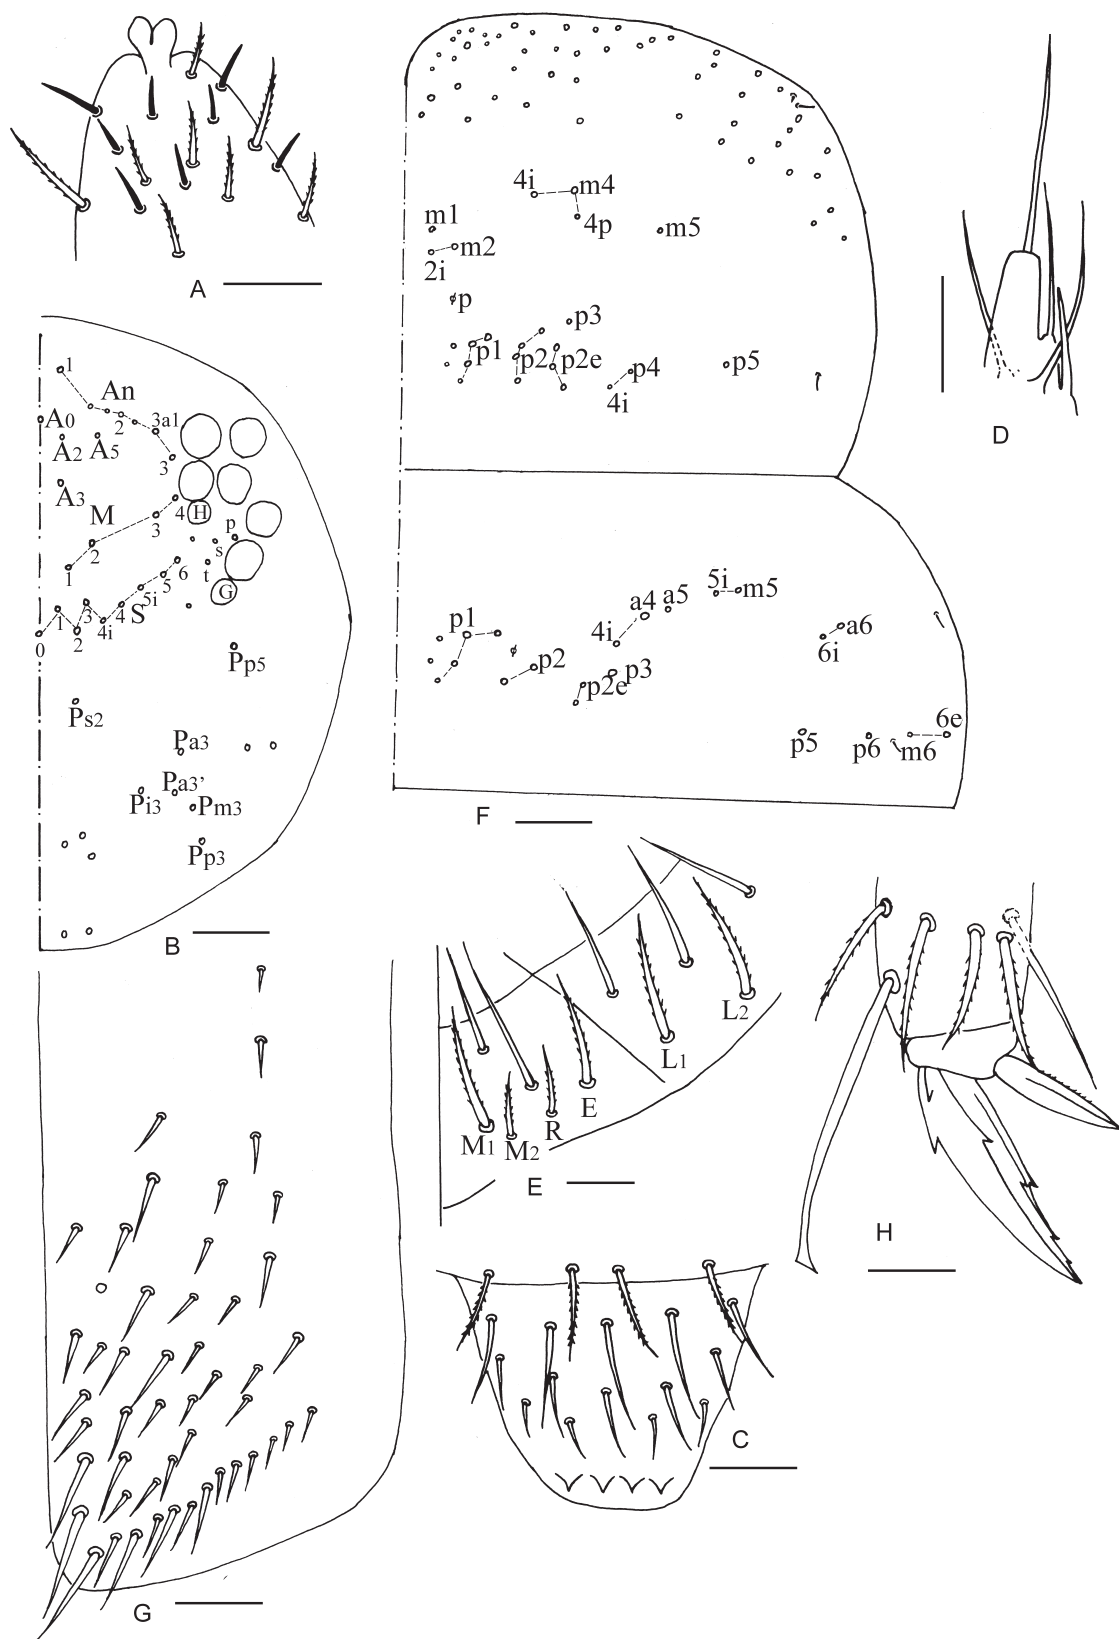 A
1
An
2
3a1
A0
A2
A5
3
A3
M
4
H
3
2
1
p
s
t
6
5
5i
G
S
4
3
4i
1
2
0
Pp5
Ps2
Pa3
Pa3’
Pi3
Pm3
Pp3
B
4i
m4
4p
m5
m1
m2
2i
p
p3
p1
p2
p2e
p4
4i
p5
5i
m5
a4
a5
4i
a6
6i
p1
p2
p3
p2e
6e
p5
p6
m6
F
D
L2
L1
E
R
M1
M2
E
H
C
G